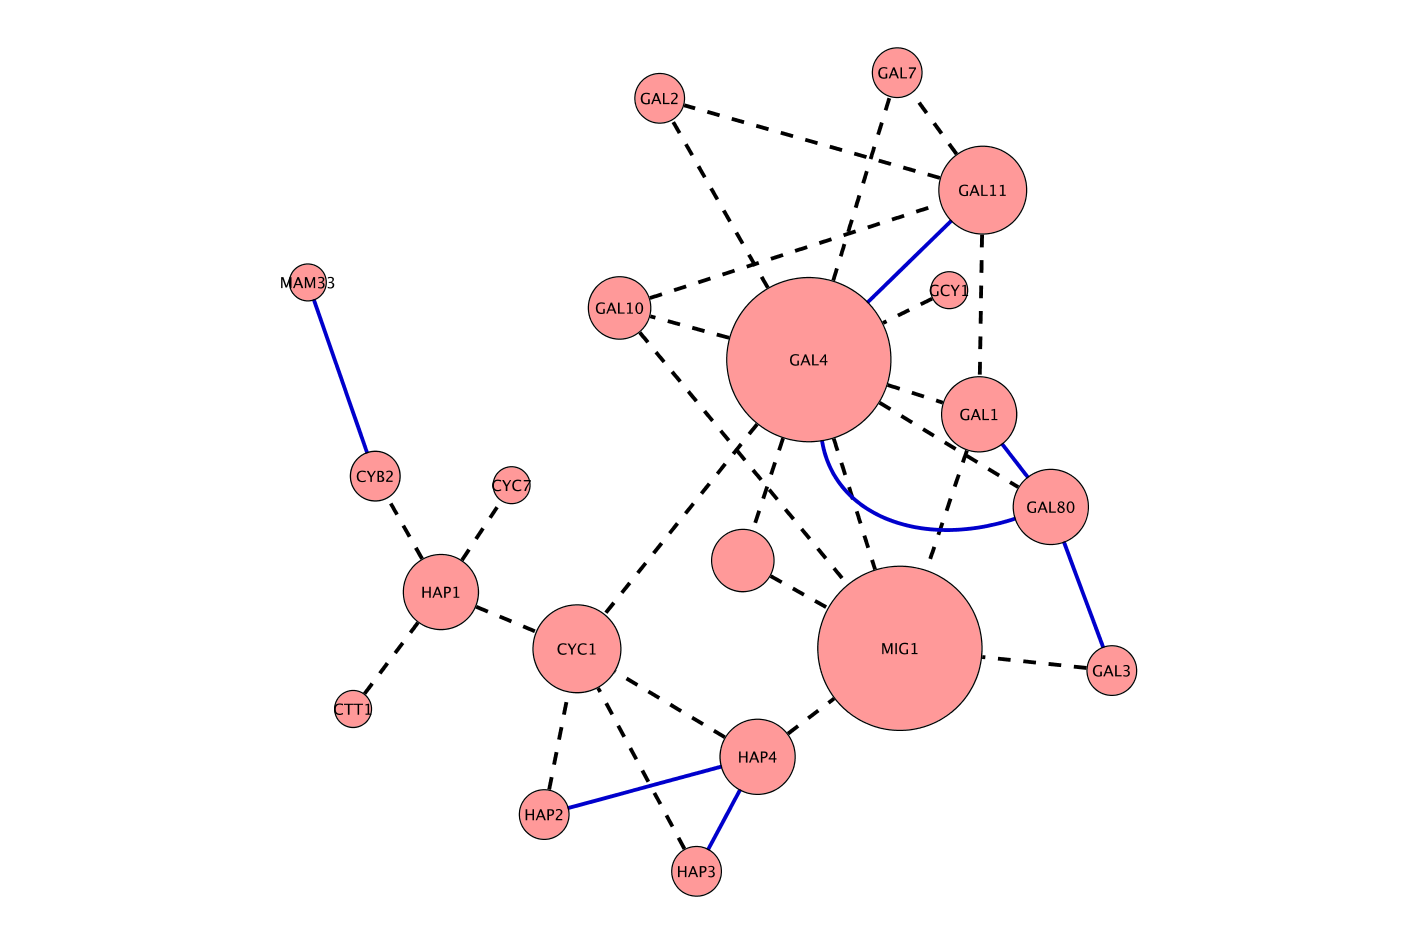 GAL7
GAL2
GAL11
MAM33
GCY1
GAL10
GAL4
GAL1
CYB2
CYC7
GAL80
HAP1
CYC1
MIG1
GAL3
CTT1
HAP4
HAP2
HAP3